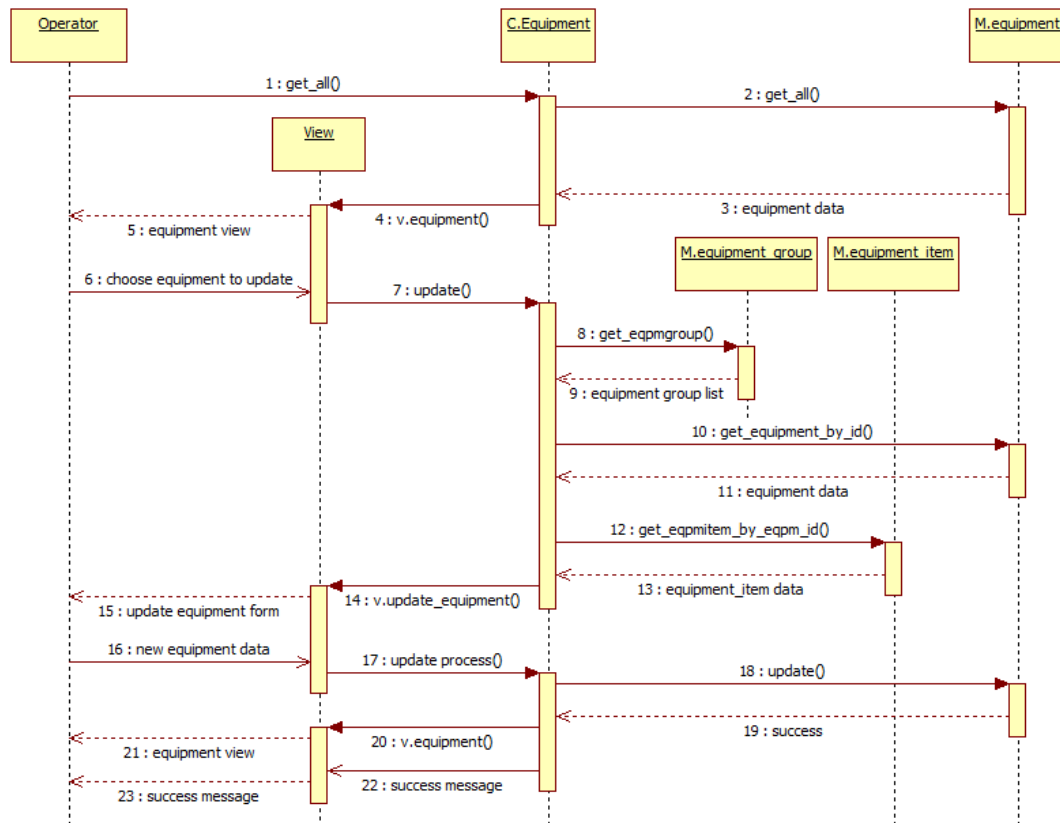 Operator
C.Equipment
M.equipment
1 : get_all()
2 : get_all()
View
3 : equipment data
4 : v.equipment()
5 : equipment view
M.equipment_group
M.equipment_item
6 : choose equipment to update
7 : update()
8 : get_eqpmgroup()
9 : equipment group list
10 : get_equipment_by_id()
11 : equipment data
12 : get_eqpmitem_by_eqpm_id()
13 : equipment_item data
14 : v.update_equipment()
15 : update equipment form
16 : new equipment data
17 : update process()
18 : update()
19 : success
20 : v.equipment()
21 : equipment view
22 : success message
23 : success message